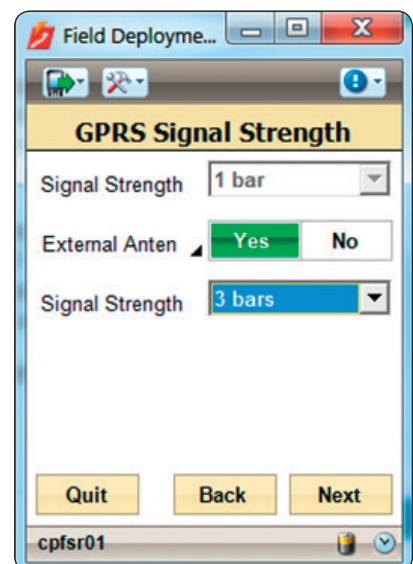 Field Deployme...
GPRS Signal Strength
Signal Strength 1 bar
External Anten Yes No
Signal Strength 3 bars
Quit Back Next
cpfsr01